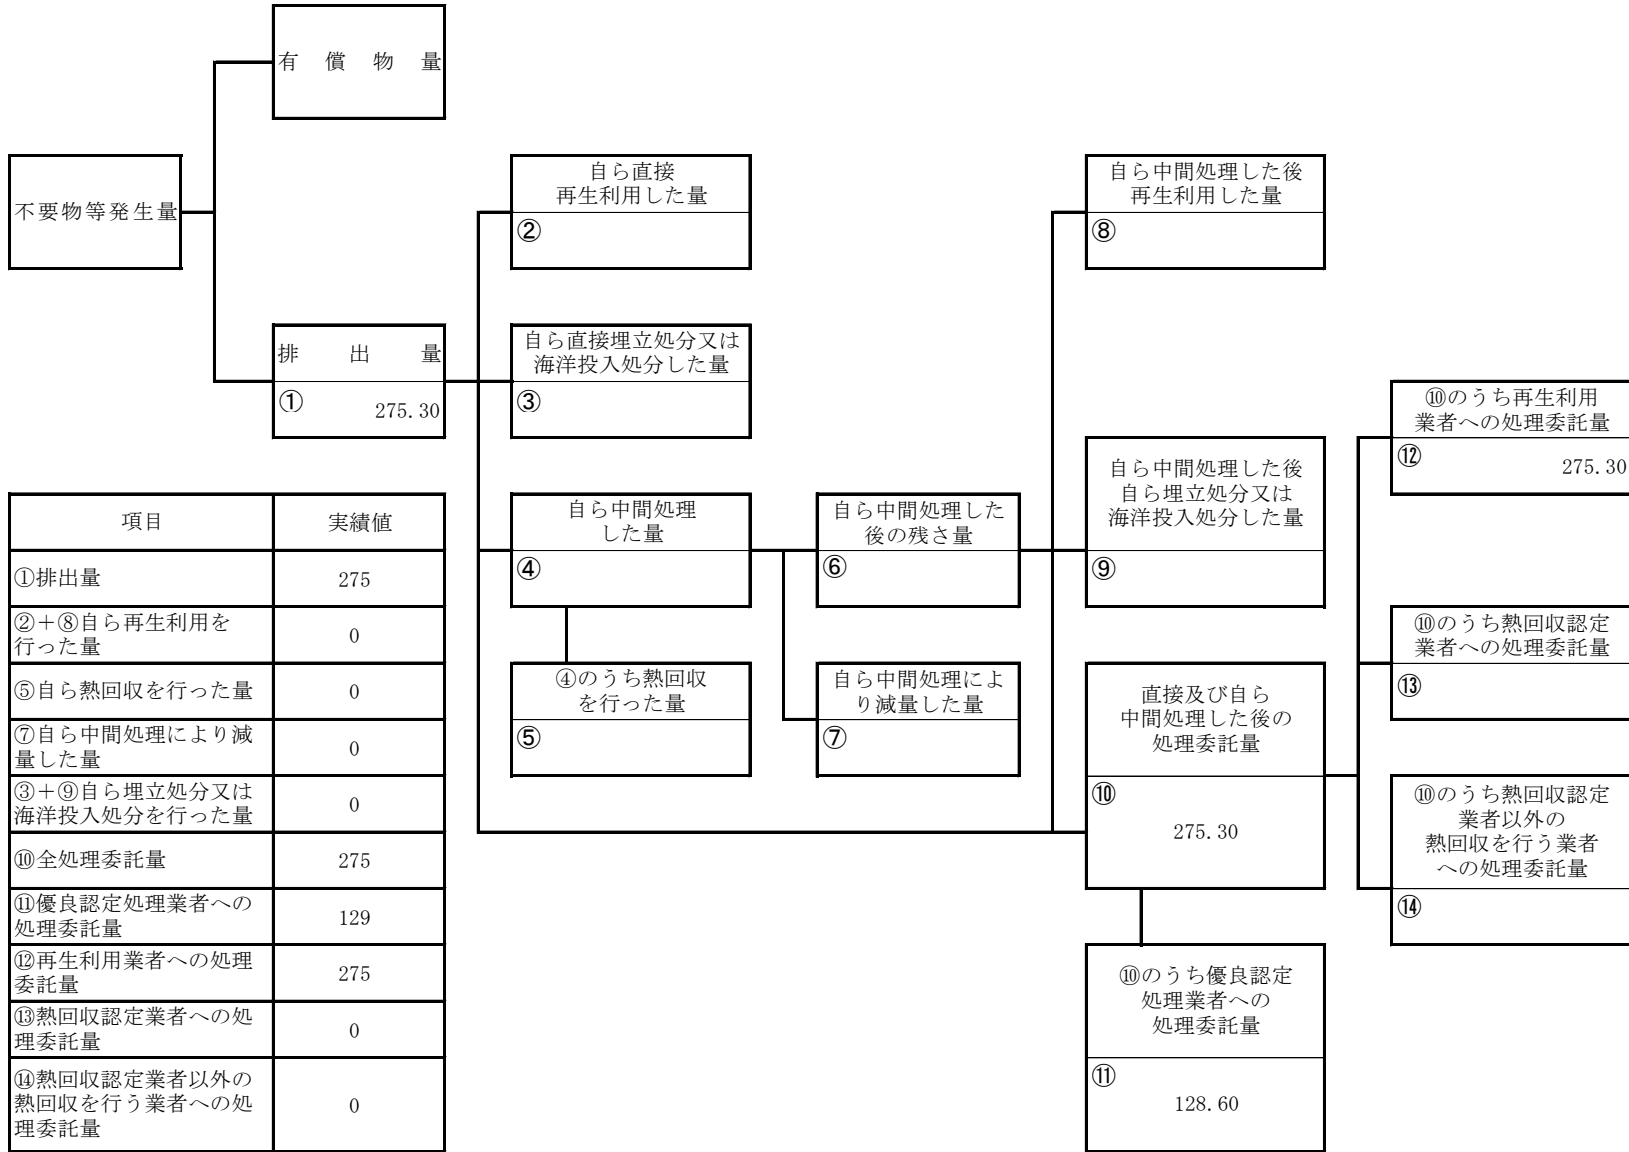 有償物量
不要物等発生量
排出量
① 275.30
自ら直接
再生利用した量
②
自ら直接埋立処分又は
海洋投入処分した量
③
自ら中間処理
した量
④
④のうち熱回収
を行った量
⑤
自ら中間処理した
後の残さ量
⑥
自ら中間処理によ
り減量した量
⑦
自ら中間処理した後
再生利用した量
⑧
自ら中間処理した後
自ら埋立処分又は
海洋投入処分した量
⑨
直接及び自ら
中間処理した後の
処理委託量
⑩
275.30
⑩のうち優良認定
処理業者への
処理委託量
⑪
128.60
⑩のうち再生利用
業者への処理委託量
⑫ 275.30
⑩のうち熱回収認定
業者への処理委託量
⑬
⑩のうち熱回収認定
業者以外の
熱回収を行う業者
への処理委託量
⑭
項目 実績値
①排出量 275
②+⑧自ら再生利用を
行った量 0
⑤自ら熱回収を行った量 0
⑦自ら中間処理により減
量した量 0
③+⑨自ら埋立処分又は
海洋投入処分を行った量 0
⑩全処理委託量 275
⑪優良認定処理業者への
処理委託量 129
⑫再生利用業者への処理
委託量 275
⑬熱回収認定業者への処
理委託量 0
⑭熱回収認定業者以外の
熱回収を行う業者への処
理委託量 0